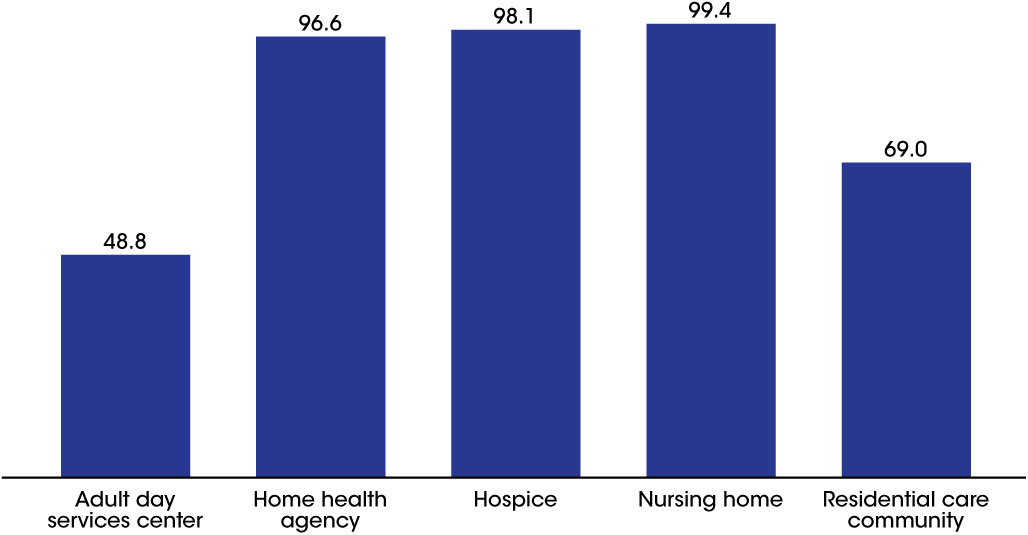 99.4
98.1
96.6
69.0
48.8
Adult day
services center
Home health
agency
Hospice
Nursing home
Residential care
community